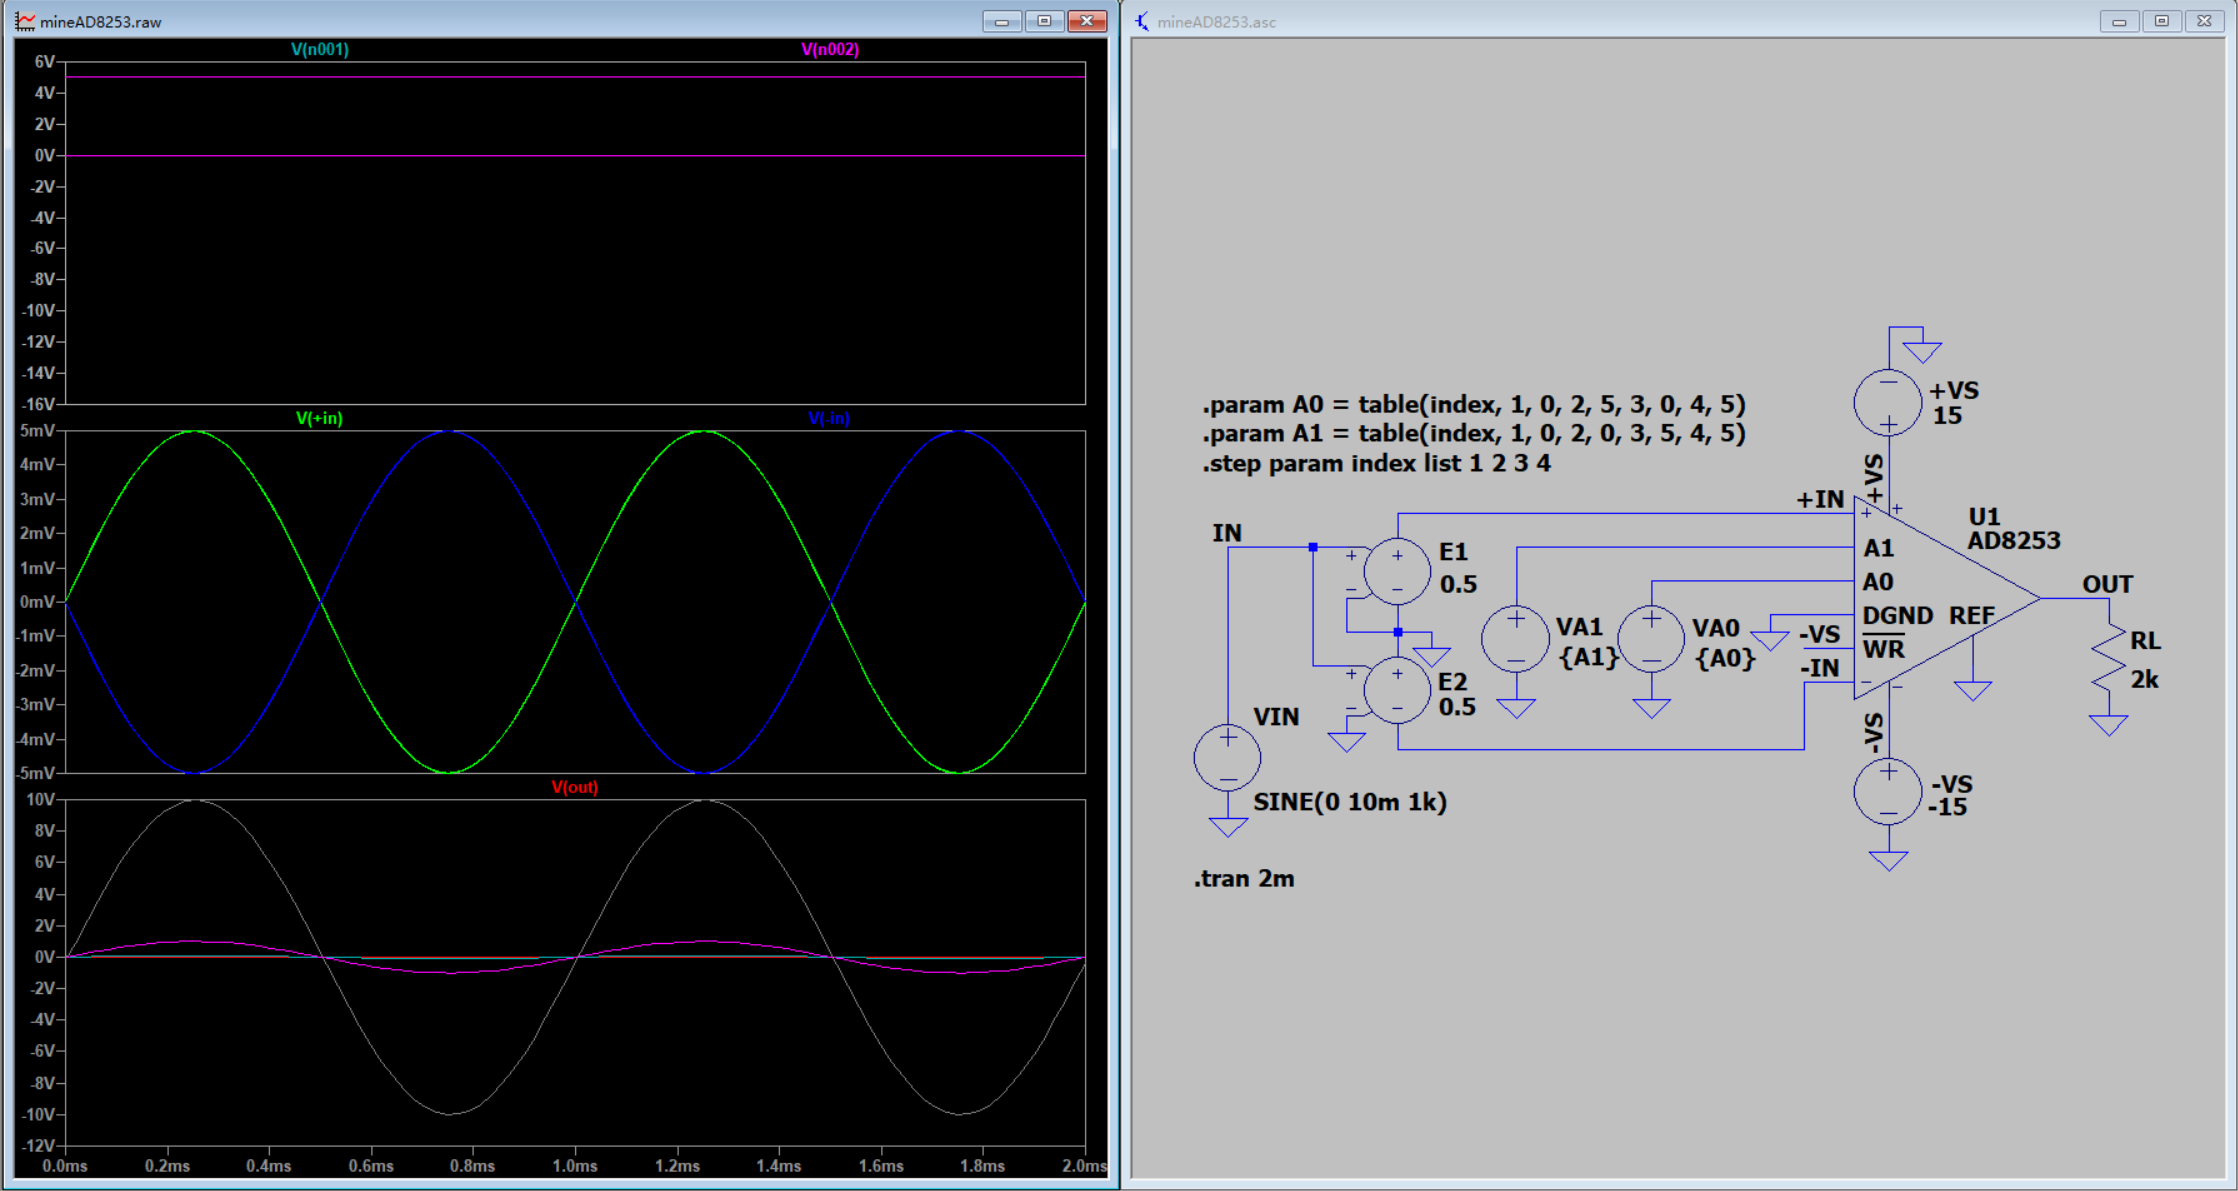 mineAD8253.raw
V(n001) V(n002)
6V
4V
2V
0V
-2V
-4V
-6V
-8V
-10V
-12V
-14V
-16V
V(+in) V(-in)
5mV
4mV
3mV
2mV
1mV
0mV
-1mV
-2mV
-3mV
-4mV
-5mV
V(out)
10V
8V
6V
4V
2V
0V
-2V
-4V
-6V
-8V
-10V
-12V
0.0ms 0.2ms 0.4ms 0.6ms 0.8ms 1.0ms 1.2ms 1.4ms 1.6ms 1.8ms 2.0ms
mineAD8253.asc
.param A0 = table(index, 1, 0, 2, 5, 3, 0, 4, 5)
.param A1 = table(index, 1, 0, 2, 0, 3, 5, 4, 5)
.step param index list 1 2 3 4
+VS
15
+VS
+IN
U1
AD8253
IN
E1
0.5
A1
A0
DGND REF
WR
OUT
VA1
{A1}
VA0
{A0}
-VS
-IN
RL
2k
E2
0.5
VIN
SINE(0 10m 1k)
-VS
-VS
-15
.tran 2m